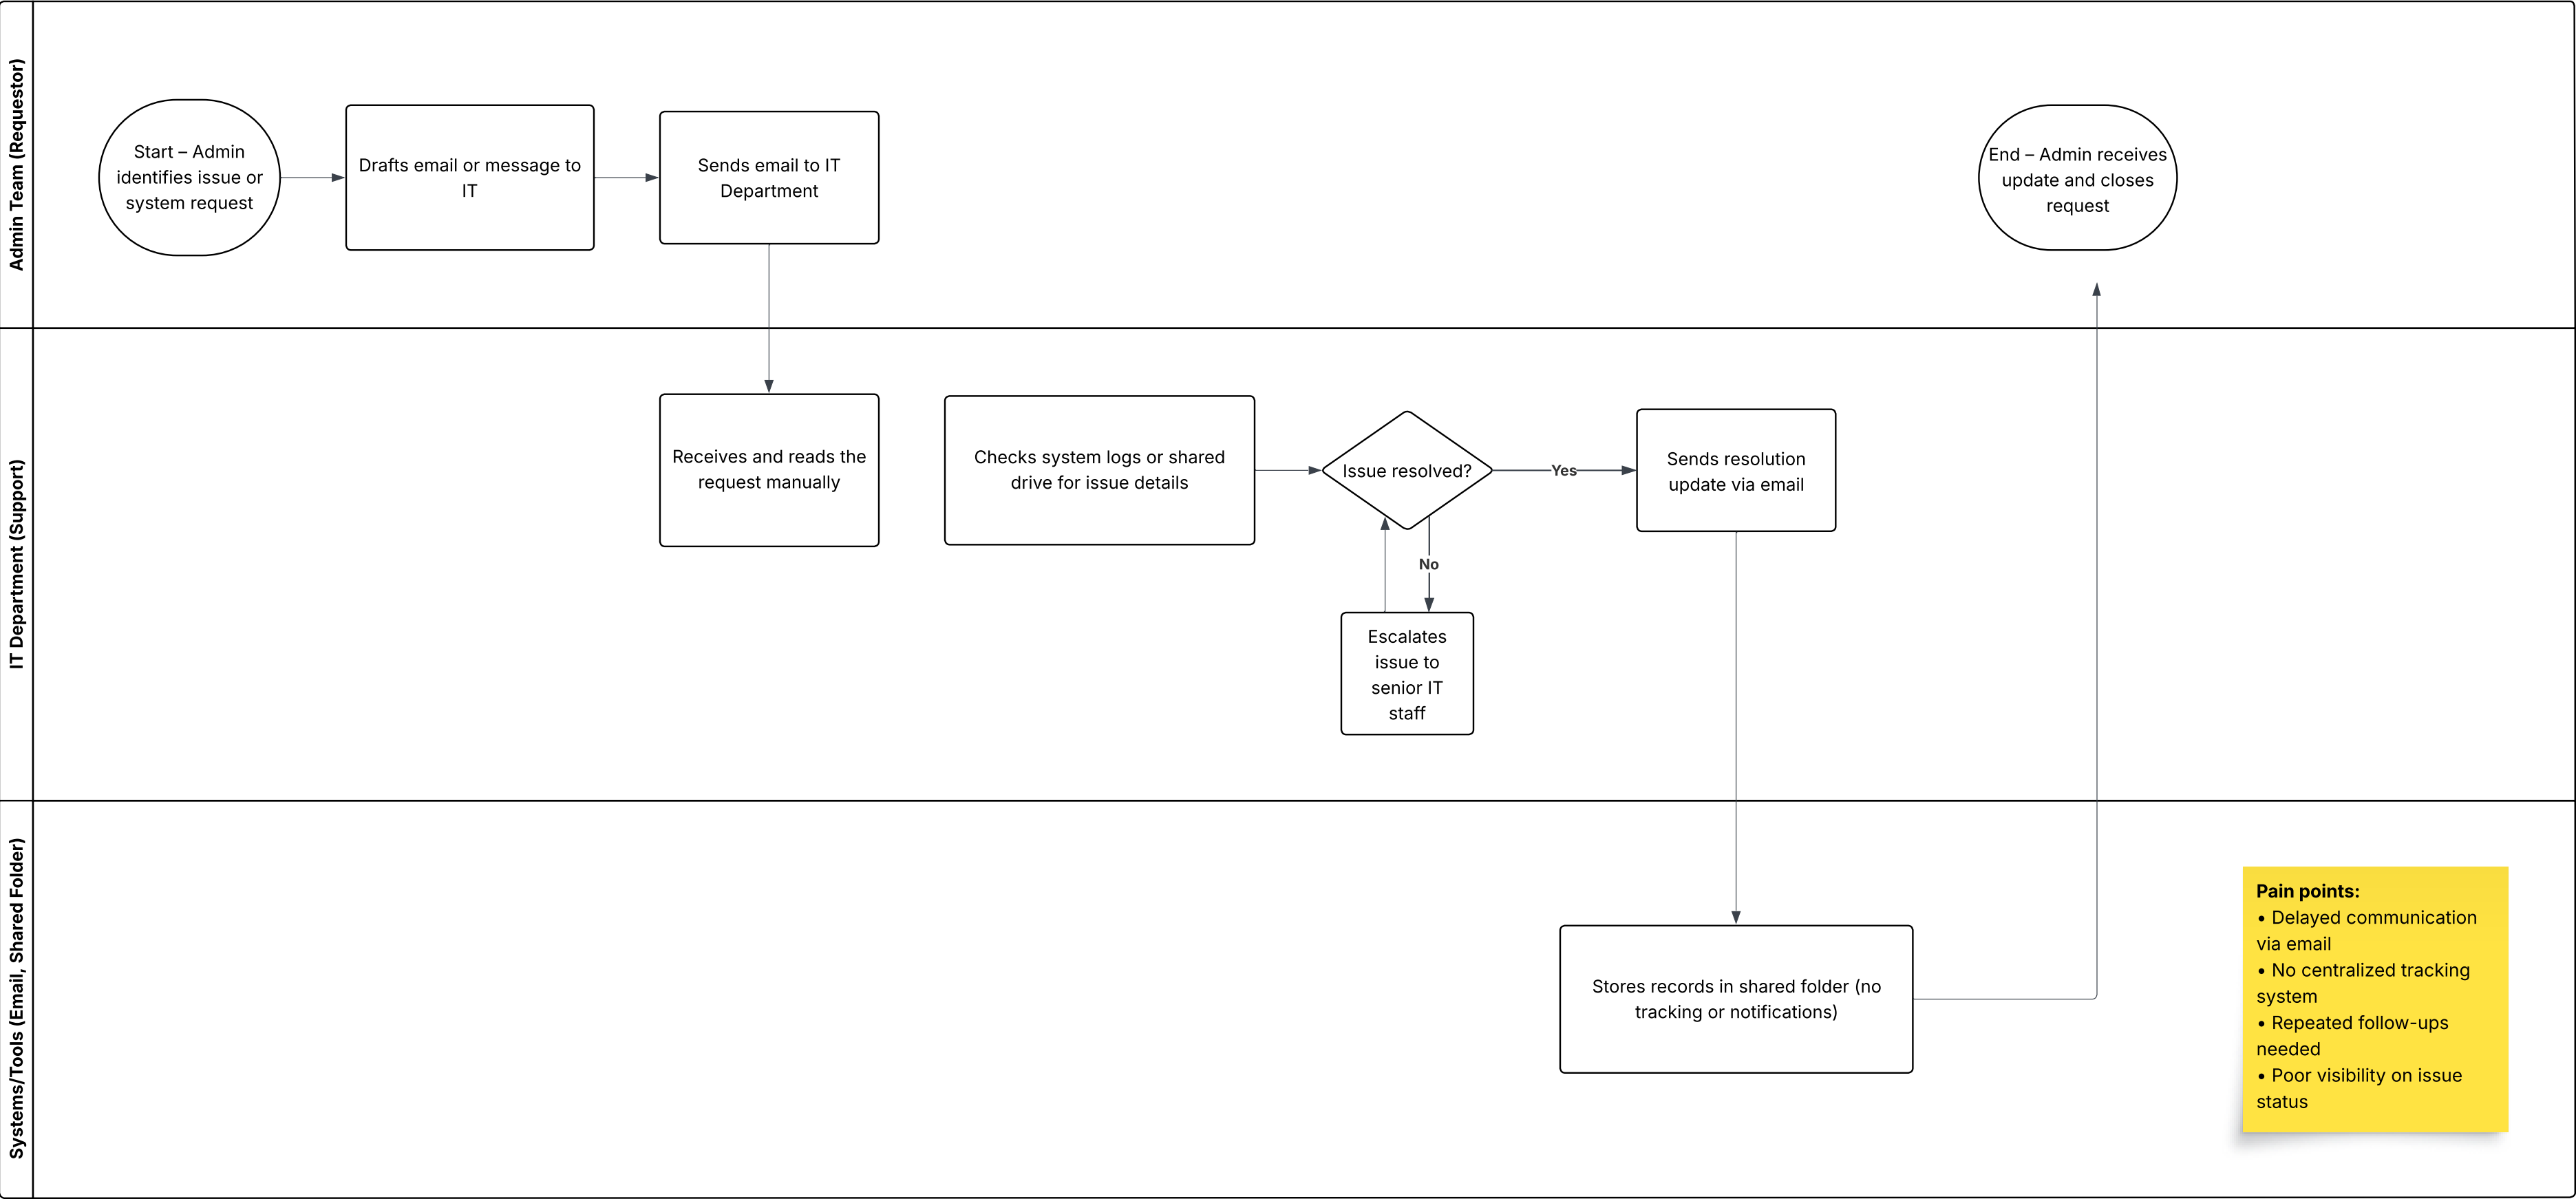 Admin Team (Requestor)
Start – Admin
identifies issue or
system request
Drafts email or message to
IT
Sends email to IT
Department
End – Admin receives
update and closes
request
IT Department (Support)
Receives and reads the
request manually
Checks system logs or shared
drive for issue details
Issue resolved?
Yes
Sends resolution
update via email
No
Escalates
issue to
senior IT
staff
Systems/Tools (Email, Shared Folder)
Stores records in shared folder (no
tracking or notifications)
Pain points:
• Delayed communication
via email
• No centralized tracking
system
• Repeated follow-ups
needed
• Poor visibility on issue
status